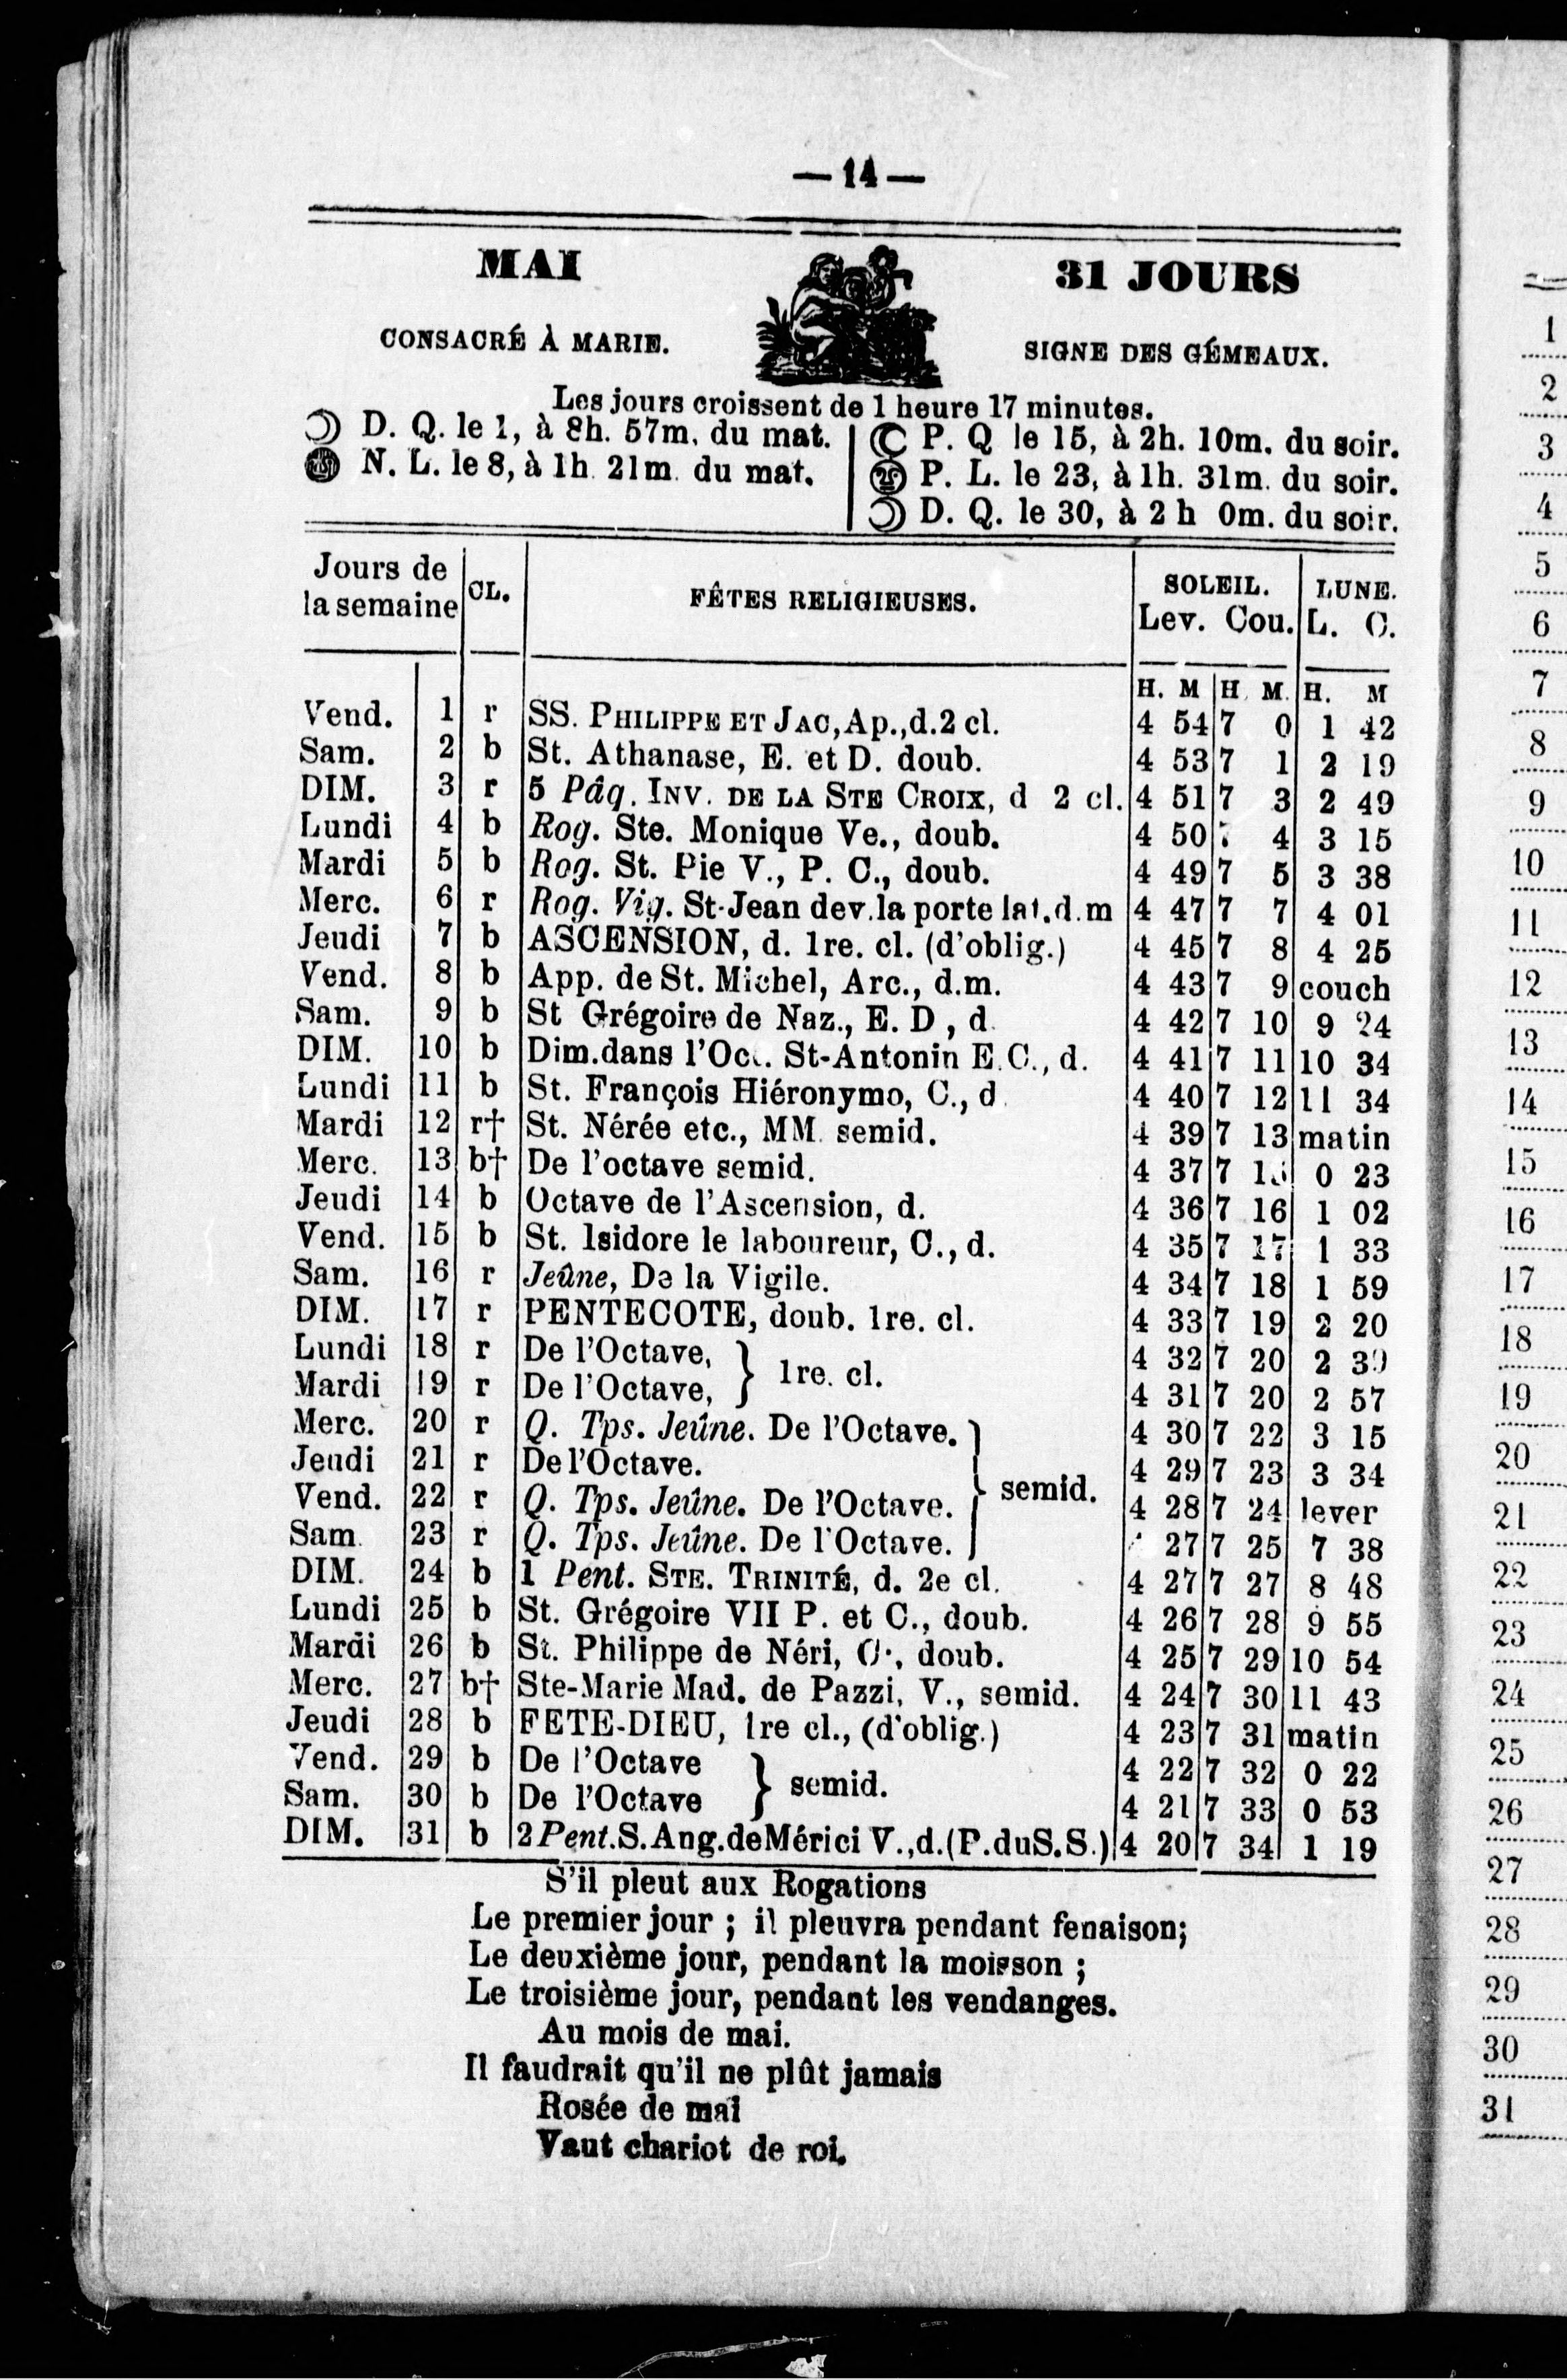 — 14 —
MAI 31 JOURS
CONSACRÉ À MARIE. SIGNE DES GÉMEAUX.
Les jours croissent de 1 heure 17 minutes.
D. Q. le 1, à 8h. 57m. du mat.
N. L. le 8, à 1h. 21m. du mat.
P. Q le 15, à 2h. 10m. du soir.
P. L. le 23, à 1h. 31m. du soir.
D. Q. le 30, à 2 h 0m. du soir.
Jours de la semaine CL. FÊTES RELIGIEUSES. SOLEIL. Lev. Cou. LUNE. L. C.
H. M H. M. H. M
Vend. 1 r SS. PHILIPPE ET JAC, Ap., d. 2 cl. 4 54 7 0 1 42
Sam. 2 b St. Athanase, E. et D. doub. 4 53 7 1 2 19
DIM. 3 r 5 Pâq. INV. DE LA STE CROIX, d 2 cl. 4 51 7 3 2 49
Lundi 4 b Rog. Ste. Monique Ve., doub. 4 50 4 3 15
Mardi 5 b Rog. St. Pie V., P. C., doub. 4 49 7 5 3 38
Merc. 6 r Rog. Vig. St-Jean dev. la porte lat. d. m 4 47 7 7 4 01
Jeudi 7 b ASCENSION, d. 1re. cl. (d'oblig.) 4 45 7 8 4 25
Vend. 8 b App. de St. Michel, Arc., d.m. 4 43 7 9 couch
Sam. 9 b St Grégoire de Naz., E. D , d. 4 42 7 10 9 24
DIM. 10 b Dim. dans l'Oct. St-Antonin E. C., d. 4 41 7 11 10 34
Lundi 11 b St. François Hiéronymo, C., d. 4 40 7 12 11 34
Mardi 12 r† St. Nérée etc., MM. semid. 4 39 7 13 matin
Merc. 13 b† De l'octave semid. 4 37 7 0 23
Jeudi 14 b Octave de l'Ascension, d. 4 36 7 16 1 02
Vend. 15 b St. Isidore le laboureur, C., d. 4 35 7 17 1 33
Sam. 16 r Jeûne, De la Vigile. 4 34 7 18 1 59
DIM. 17 r PENTECOTE, doub. 1re. cl. 4 33 7 19 2 20
Lundi 18 r De l'Octave, } 1re. cl. 4 32 7 20 2 39
Mardi 19 r De l'Octave, 4 31 7 20 2 57
Merc. 20 r Q. Tps. Jeûne. De l'Octave. } semid. 4 30 7 22 3 15
Jeudi 21 r De l'Octave. 4 29 7 23 3 34
Vend. 22 r Q. Tps. Jeûne. De l'Octave. 4 28 7 24 lever
Sam. 23 r Q. Tps. Jeûne. De l'Octave. 27 7 25 7 38
DIM. 24 b 1 Pent. STE. TRINITÉ, d. 2e cl. 4 27 7 27 8 48
Lundi 25 b St. Grégoire VII P. et C., doub. 4 26 7 28 9 55
Mardi 26 b St. Philippe de Néri, C., doub. 4 25 7 29 10 54
Merc. 27 b† Ste-Marie Mad. de Pazzi, V., semid. 4 24 7 30 11 43
Jeudi 28 b FETE-DIEU, 1re cl., (d'oblig.) 4 23 7 31 matin
Vend. 29 b De l'Octave } semid. 4 22 7 32 0 22
Sam. 30 b De l'Octave 4 21 7 33 0 53
DIM. 31 b 2 Pent. S. Ang. de Mérici V., d. (P. du S. S.) 4 20 7 34 1 19
S'il pleut aux Rogations
Le premier jour ; il pleuvra pendant fenaison;
Le deuxième jour, pendant la moisson ;
Le troisième jour, pendant les vendanges.
Au mois de mai.
Il faudrait qu'il ne plût jamais
Rosée de mai
Vaut chariot de roi.
1
2
3
4
5
6
7
8
9
10
11
12
13
14
15
16
17
18
19
20
21
22
23
24
25
26
27
28
29
30
31